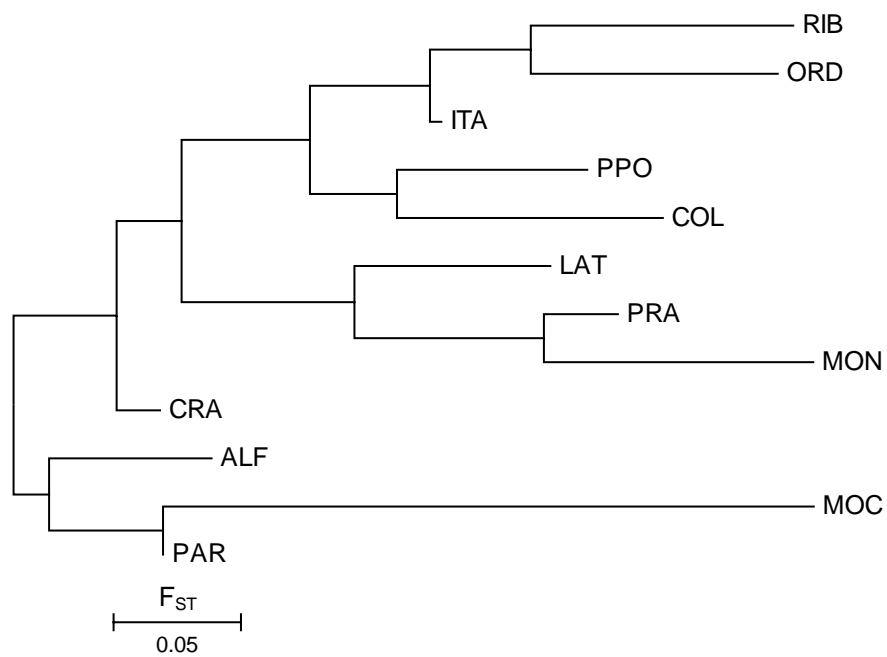 RIB
ORD
ITA
PPO
COL
LAT
PRA
MON
CRA
ALF
MOC
PAR
FST
0.05